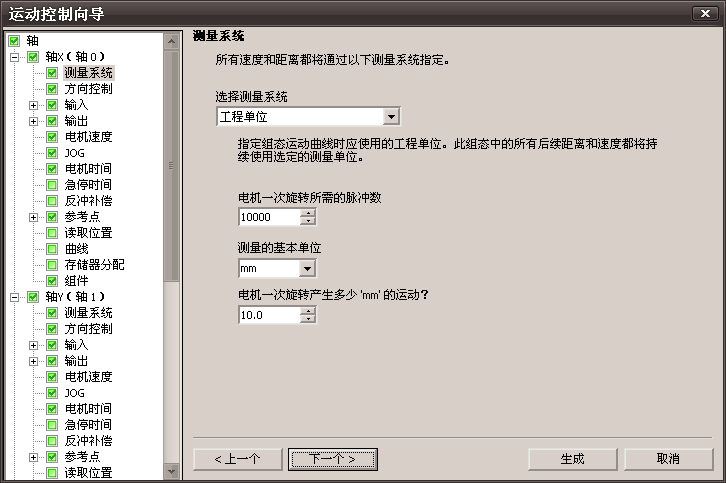 运动控制向导
轴
轴X（轴0）
测量系统
方向控制
输入
输出
电机速度
JOG
电机时间
急停时间
反冲补偿
参考点
读取位置
曲线
存储器分配
组件
轴Y（轴1）
测量系统
方向控制
输入
输出
电机速度
JOG
电机时间
急停时间
反冲补偿
参考点
读取位置
测量系统
所有速度和距离都将通过以下测量系统指定。
选择测量系统
工程单位
指定组态运动曲线时应使用的工程单位。此组态中的所有后续距离和速度都将持
续使用选定的测量单位。
电机一次旋转所需的脉冲数
10000
测量的基本单位
mm
电机一次旋转产生多少 'mm' 的运动？
10.0
< 上一个
下一个 >
生成
取消